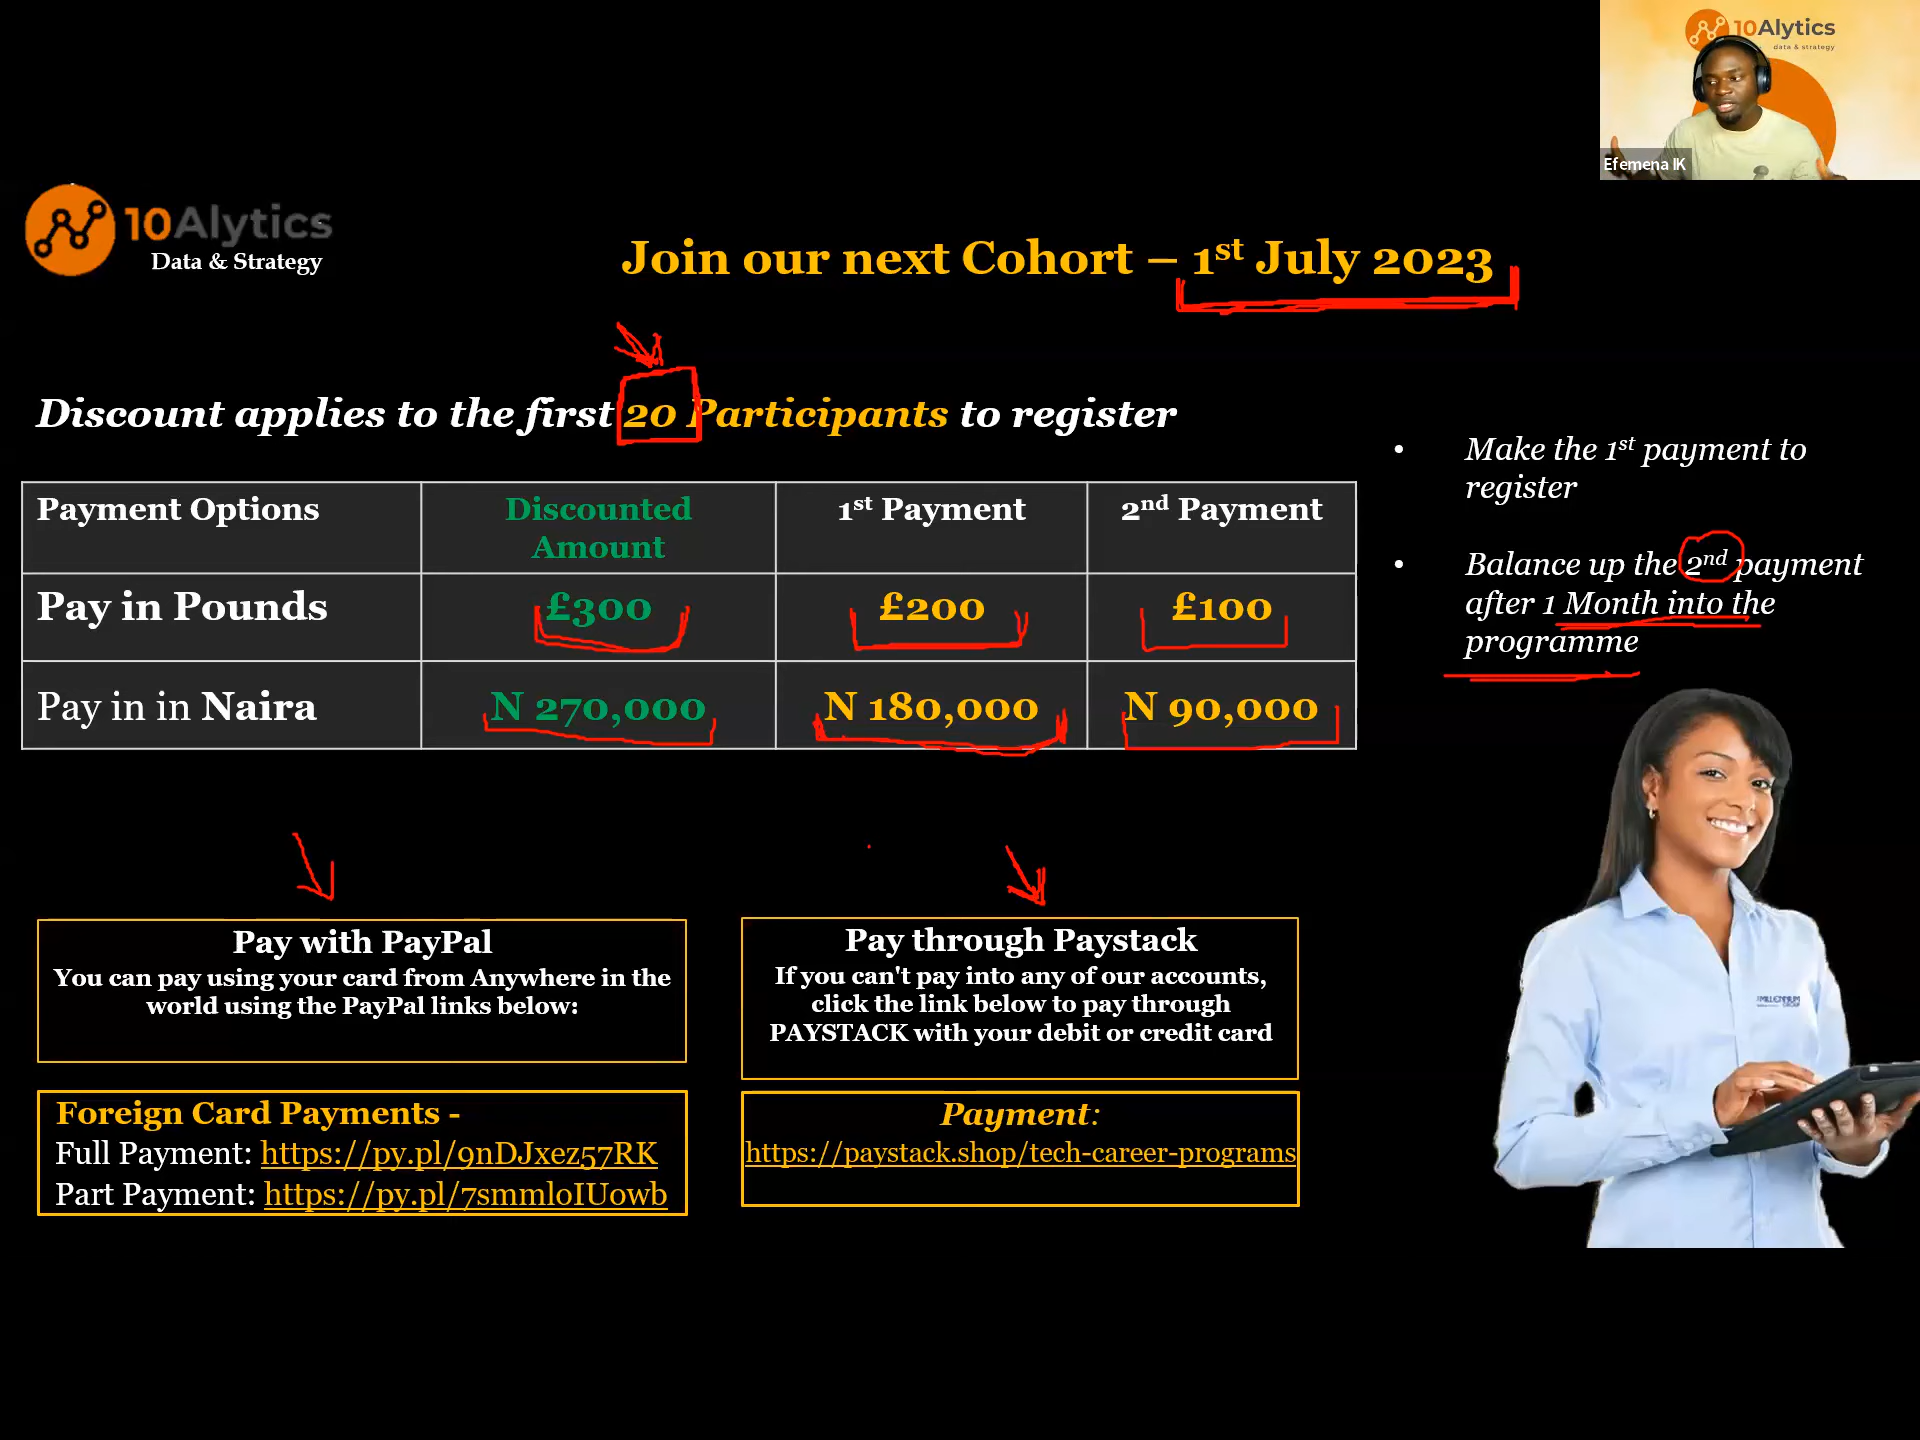 10Alytics
data & strategy
Efemena IK
10Alytics
Data & Strategy
Join our next Cohort – 1st July 2023
Discount applies to the first 20 Participants to register
Payment Options
Discounted
Amount
1st Payment
2nd Payment
Pay in Pounds
£300
£200
£100
Pay in in Naira
N 270,000
N 180,000
N 90,000
• Make the 1st payment to
register
• Balance up the 2nd payment
after 1 Month into the
programme
Pay with PayPal
You can pay using your card from Anywhere in the
world using the PayPal links below:
Foreign Card Payments -
Full Payment: https://py.pl/9nDJxez57RK
Part Payment: https://py.pl/7smmloIUowb
Pay through Paystack
If you can't pay into any of our accounts,
click the link below to pay through
PAYSTACK with your debit or credit card
Payment:
https://paystack.shop/tech-career-programs
MILLENNIUM